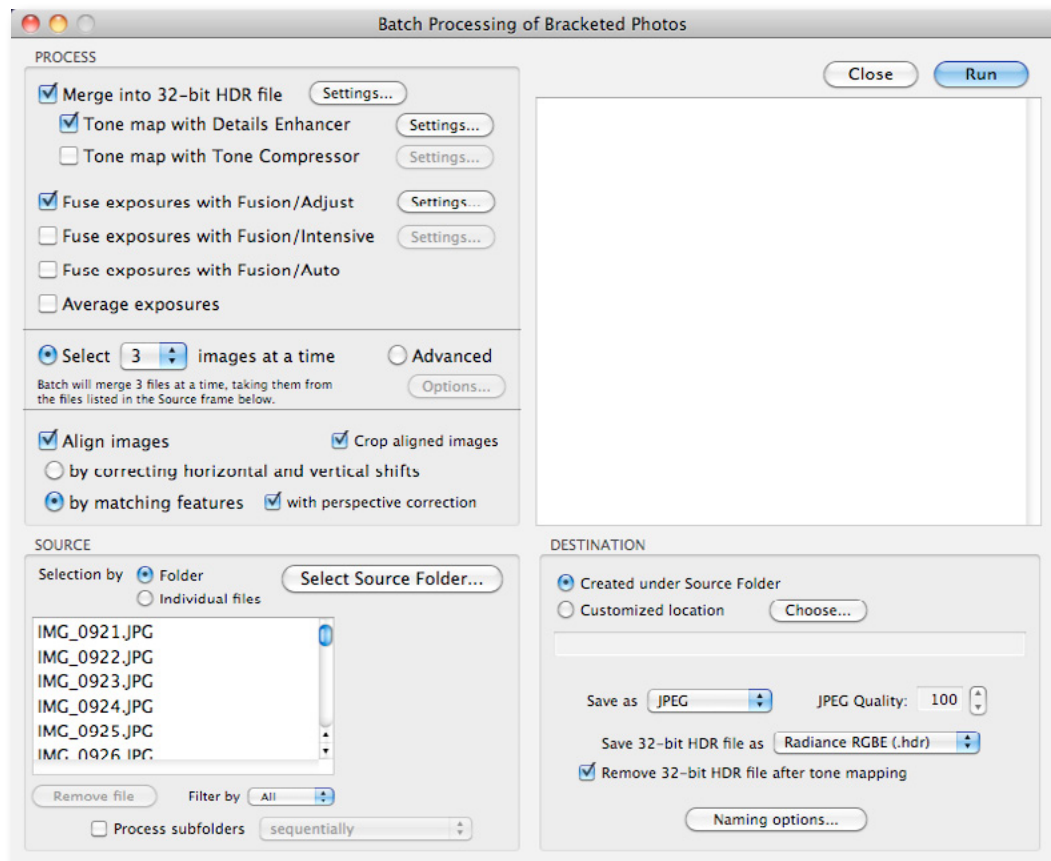 Batch Processing of Bracketed Photos
PROCESS
Close Run
Merge into 32-bit HDR file Settings...
Tone map with Details Enhancer Settings...
Tone map with Tone Compressor Settings...
Fuse exposures with Fusion/Adjust Settings...
Fuse exposures with Fusion/Intensive Settings...
Fuse exposures with Fusion/Auto
Average exposures
Select 3 images at a time Advanced
Batch will merge 3 files at a time, taking them from
the files listed in the Source frame below.
Options...
Align images Crop aligned images
by correcting horizontal and vertical shifts
by matching features with perspective correction
SOURCE
Selection by Folder
Individual files
Select Source Folder...
IMG_0921.JPG
IMG_0922.JPG
IMG_0923.JPG
IMG_0924.JPG
IMG_0925.JPG
IMG_0926.JPG
Remove file Filter by All
Process subfolders sequentially
DESTINATION
Created under Source Folder
Customized location Choose...
Save as JPEG JPEG Quality: 100
Save 32-bit HDR file as Radiance RGBE (.hdr)
Remove 32-bit HDR file after tone mapping
Naming options...